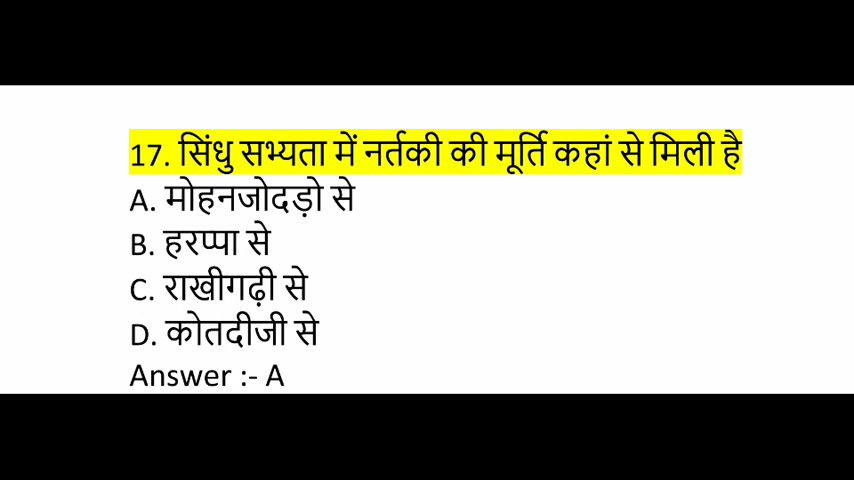 17. सिंधु सभ्यता में नर्तकी की मूर्ति कहां से मिली है
A. मोहनजोदड़ो से
B. हरप्पा से
C. राखीगढ़ी से
D. कोतदीजी से
Answer :- A